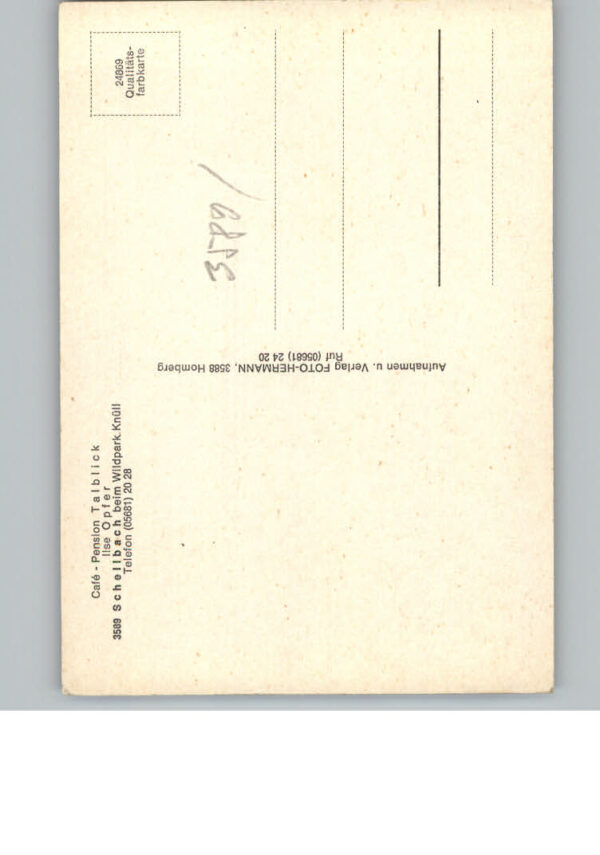 Café - Pension Talblick
Ilse Opfer
3589 Schellbach beim Wildpark Knüll
Telefon (05681) 20 28
Aufnahmen u. Verlag FOTO-HERMANN, 3588 Homberg
Ruf (05681) 24 20
24869
Qualitäts-
farbkarte
3589/